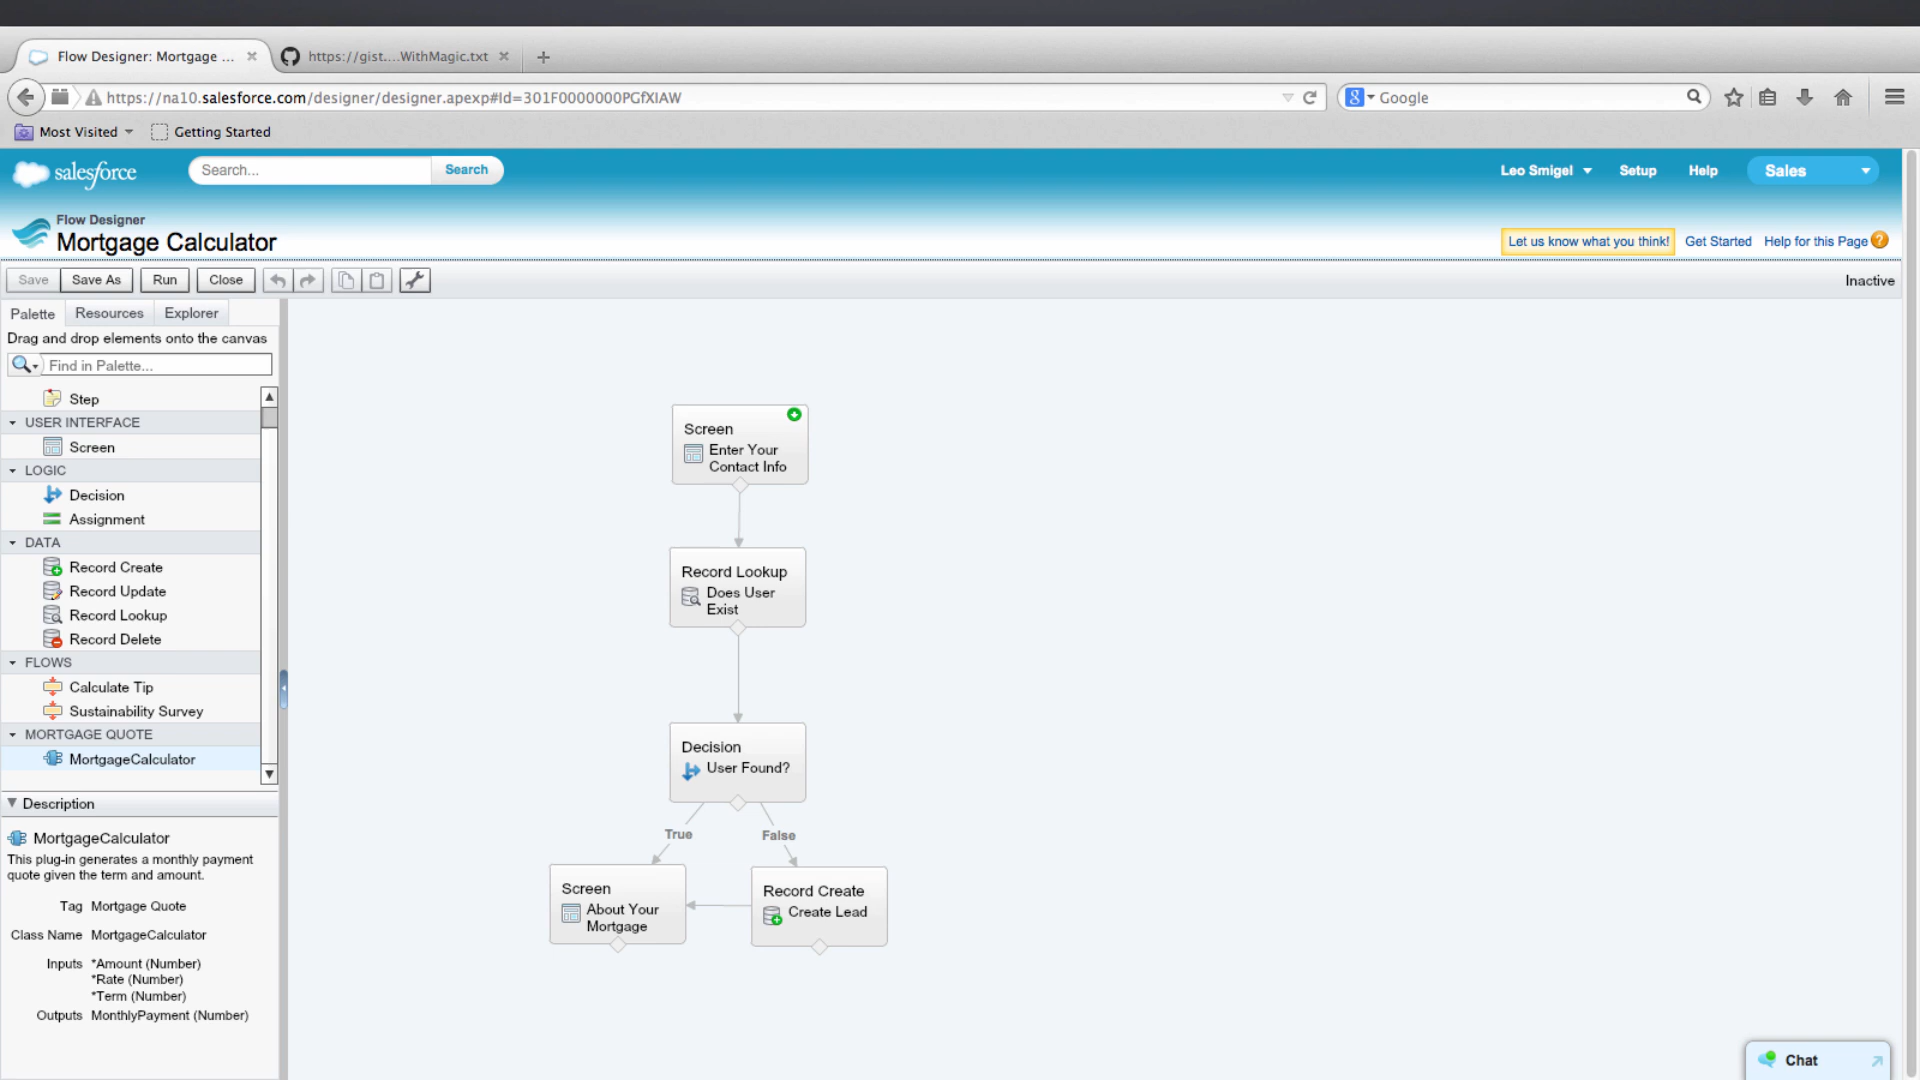 Flow Designer: Mortgage ...
https://gist....WithMagic.txt
https://na10.salesforce.com/designer/designer.apexp#Id=301F0000000PGfXIAW
Google
Most Visited
Getting Started
salesforce
Search...
Search
Leo Smigel
Setup
Help
Sales
Flow Designer
Mortgage Calculator
Let us know what you think!
Get Started
Help for this Page
Save
Save As
Run
Close
Inactive
Palette
Resources
Explorer
Drag and drop elements onto the canvas
Find in Palette...
Step
USER INTERFACE
Screen
LOGIC
Decision
Assignment
DATA
Record Create
Record Update
Record Lookup
Record Delete
FLOWS
Calculate Tip
Sustainability Survey
MORTGAGE QUOTE
MortgageCalculator
Description
MortgageCalculator
This plug-in generates a monthly payment
quote given the term and amount.
Tag Mortgage Quote
Class Name MortgageCalculator
Inputs *Amount (Number)
*Rate (Number)
*Term (Number)
Outputs MonthlyPayment (Number)
Screen
Enter Your
Contact Info
Record Lookup
Does User
Exist
Decision
User Found?
True
False
Screen
About Your
Mortgage
Record Create
Create Lead
Chat